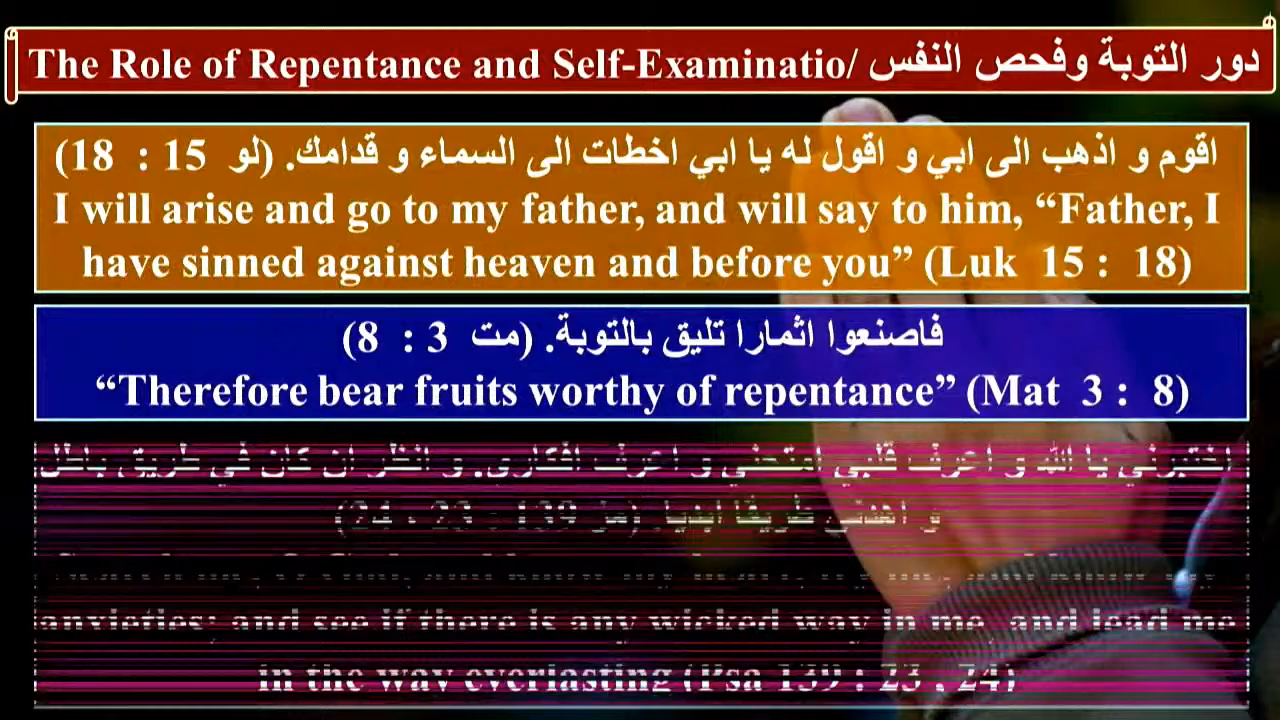 The Role of Repentance and Self-Examinatio/ دور التوبة وفحص النفس
اقوم و اذهب الى ابي و اقول له يا ابي اخطات الى السماء و قدامك. (لو 15 : 18)
I will arise and go to my father, and will say to him, “Father, I
have sinned against heaven and before you” (Luk 15 : 18)
فاصنعوا اثمارا تليق بالتوبة. (مت 3 : 8)
“Therefore bear fruits worthy of repentance” (Mat 3 : 8)
اختبرني يا الله و اعرف قلبي امتحني و اعرف افكاري. و انظر ان كان في طريق باطل
و اهدني طريقا ابديا. (مز 139 : 23 ، 24)
anxieties; and see if there is any wicked way in me, and lead me
in the way everlasting (Psa 139 : 23 , 24)